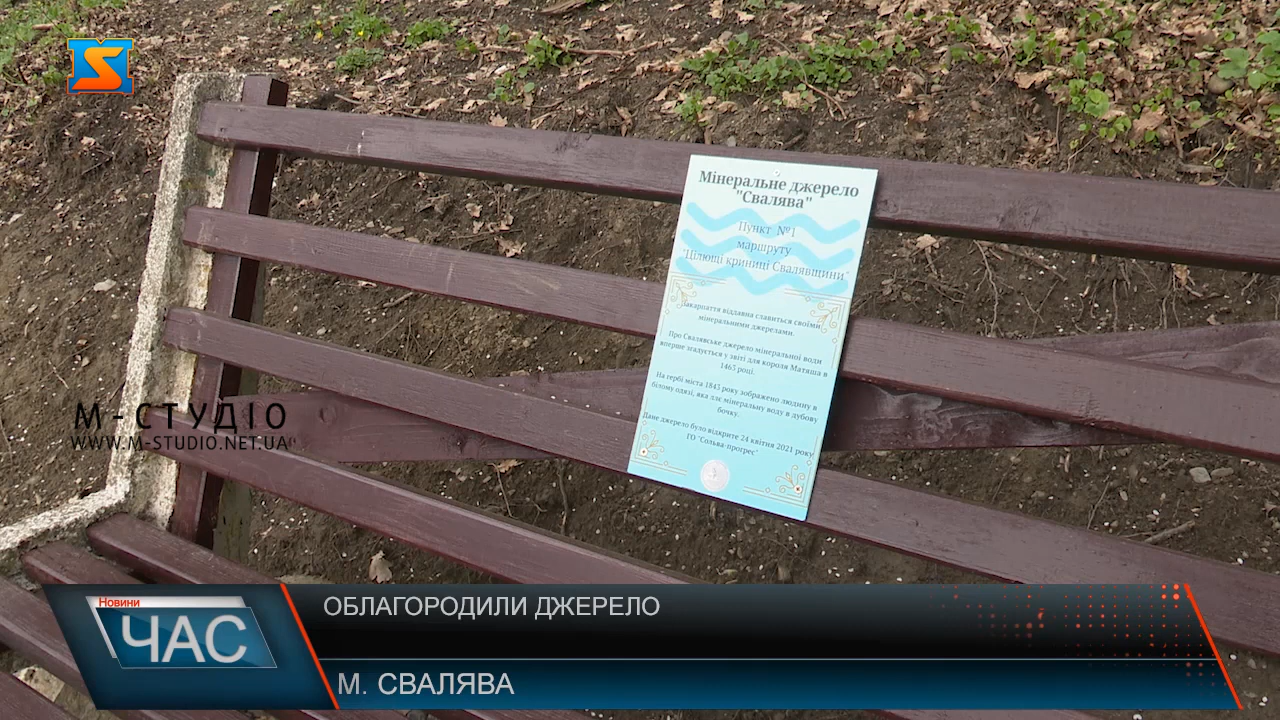 Мінеральне джерело
"Свалява"
Пункт №1
маршруту
"Цілющі криниці Свалявщини"
Закарпаття віддавна славиться своїми
мінеральними джерелами.
Про Свалявське джерело мінеральної води
вперше згадується у звіті для короля Матяша в
1463 році.
На гербі міста 1843 року зображено людину в
білому одязі, яка ллє мінеральну воду в дубову
бочку.
Дане джерело було відкрите 24 квітня 2021 року
ГО "Сольва-прогрес"
М-СТУДІО
WWW.M-STUDIO.NET.UA
Новини
ЧАС
ОБЛАГОРОДИЛИ ДЖЕРЕЛО
М. СВАЛЯВА